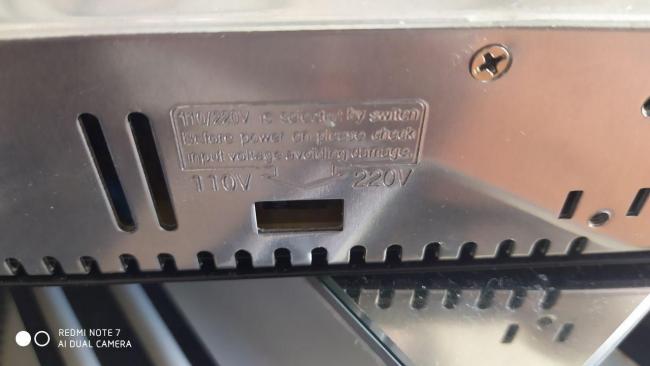 110/220V is selected by switch
Before power on please check
input voltage avoiding damage.
110V 220V
REDMI NOTE 7
AI DUAL CAMERA